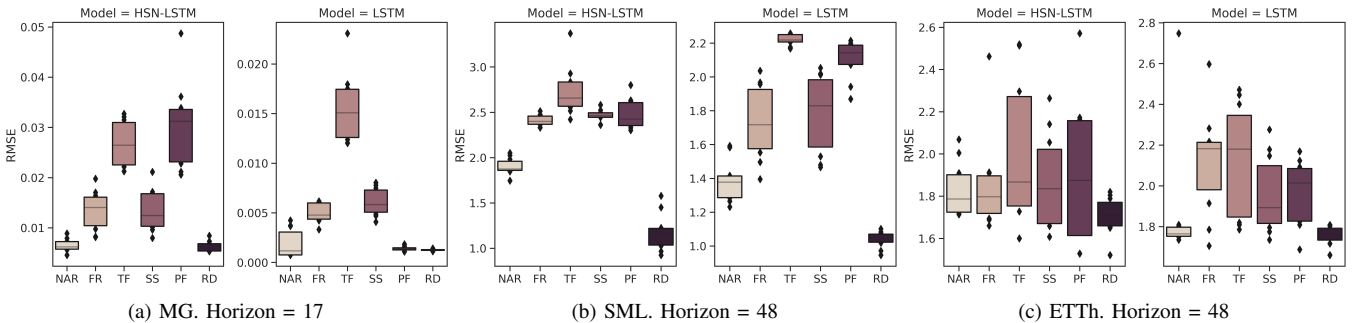 Model = HSN-LSTM
Model = LSTM
Model = HSN-LSTM
Model = LSTM
Model = HSN-LSTM
Model = LSTM
RMSE
0.05
0.04
0.03
0.02
0.01
NAR FR TF SS PF RD
0.020
0.015
0.010
0.005
0.000
NAR FR TF SS PF RD
RMSE
3.5
3.0
2.5
2.0
1.5
1.0
NAR FR TF SS PF RD
2.2
2.0
1.8
1.6
1.4
1.2
1.0
NAR FR TF SS PF RD
RMSE
2.6
2.4
2.2
2.0
1.8
1.6
NAR FR TF SS PF RD
2.8
2.6
2.4
2.2
2.0
1.8
NAR FR TF SS PF RD
(a) MG. Horizon = 17
(b) SML. Horizon = 48
(c) ETTh. Horizon = 48